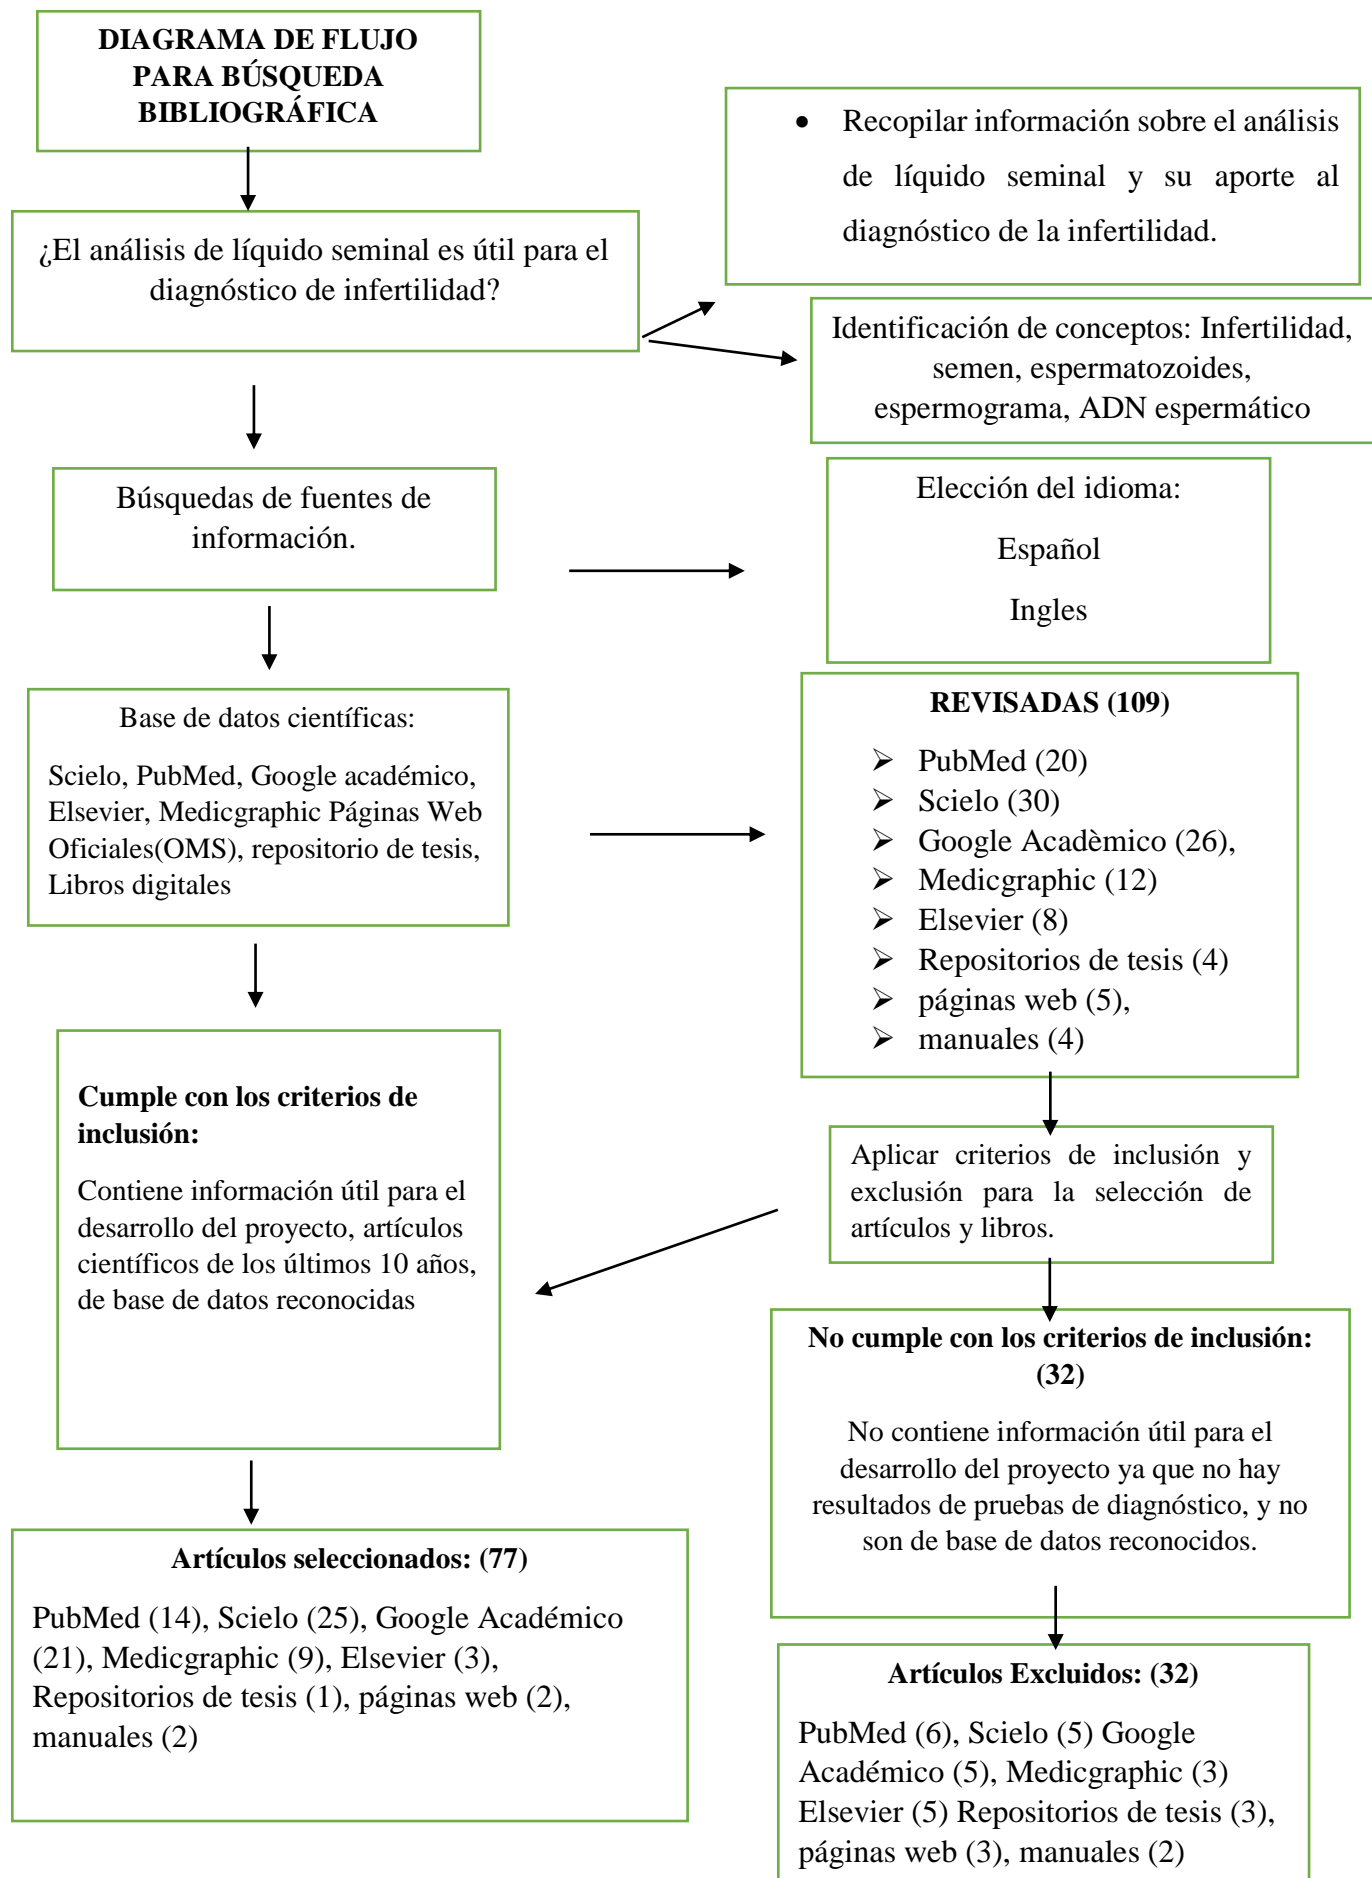 DIAGRAMA DE FLUJO
PARA BÚSQUEDA
BIBLIOGRÁFICA
• Recopilar información sobre el análisis
de líquido seminal y su aporte al
diagnóstico de la infertilidad.
¿El análisis de líquido seminal es útil para el
diagnóstico de infertilidad?
Identificación de conceptos: Infertilidad,
semen, espermatozoides,
espermograma, ADN espermático
Búsquedas de fuentes de
información.
Elección del idioma:
Español
Ingles
Base de datos científicas:
Scielo, PubMed, Google académico,
Elsevier, Medicgraphic Páginas Web
Oficiales(OMS), repositorio de tesis,
Libros digitales
REVISADAS (109)
➢ PubMed (20)
➢ Scielo (30)
➢ Google Acadèmico (26),
➢ Medicgraphic (12)
➢ Elsevier (8)
➢ Repositorios de tesis (4)
➢ páginas web (5),
➢ manuales (4)
Cumple con los criterios de
inclusión:
Contiene información útil para el
desarrollo del proyecto, artículos
científicos de los últimos 10 años,
de base de datos reconocidas
Aplicar criterios de inclusión y
exclusión para la selección de
artículos y libros.
No cumple con los criterios de inclusión:
(32)
No contiene información útil para el
desarrollo del proyecto ya que no hay
resultados de pruebas de diagnóstico, y no
son de base de datos reconocidos.
Artículos seleccionados: (77)
PubMed (14), Scielo (25), Google Académico
(21), Medicgraphic (9), Elsevier (3),
Repositorios de tesis (1), páginas web (2),
manuales (2)
Artículos Excluidos: (32)
PubMed (6), Scielo (5) Google
Académico (5), Medicgraphic (3)
Elsevier (5) Repositorios de tesis (3),
páginas web (3), manuales (2)